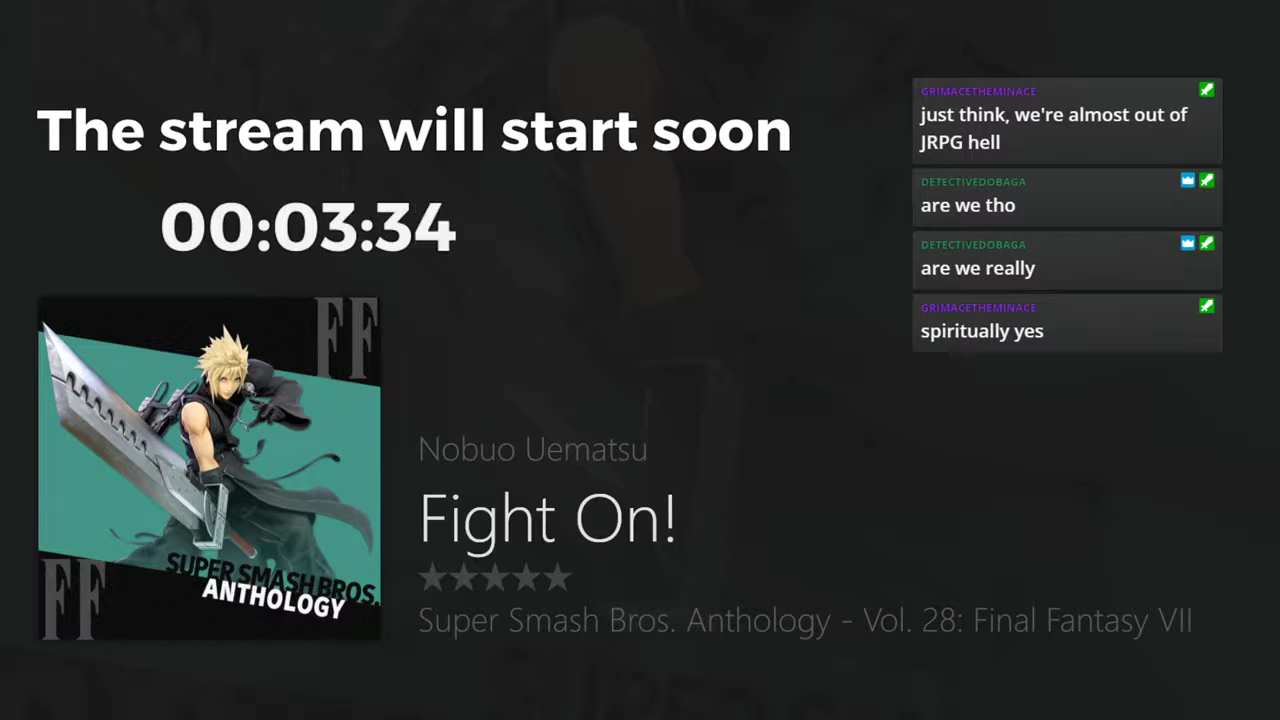 The stream will start soon
00:03:34
GRIMACETHEMINACE
just think, we're almost out of
JRPG hell
DETECTIVEDOBAGA
are we tho
DETECTIVEDOBAGA
are we really
GRIMACETHEMINACE
spiritually yes
FF
FF
SUPER SMASH BROS.
ANTHOLOGY
Nobuo Uematsu
Fight On!
Super Smash Bros. Anthology - Vol. 28: Final Fantasy VII